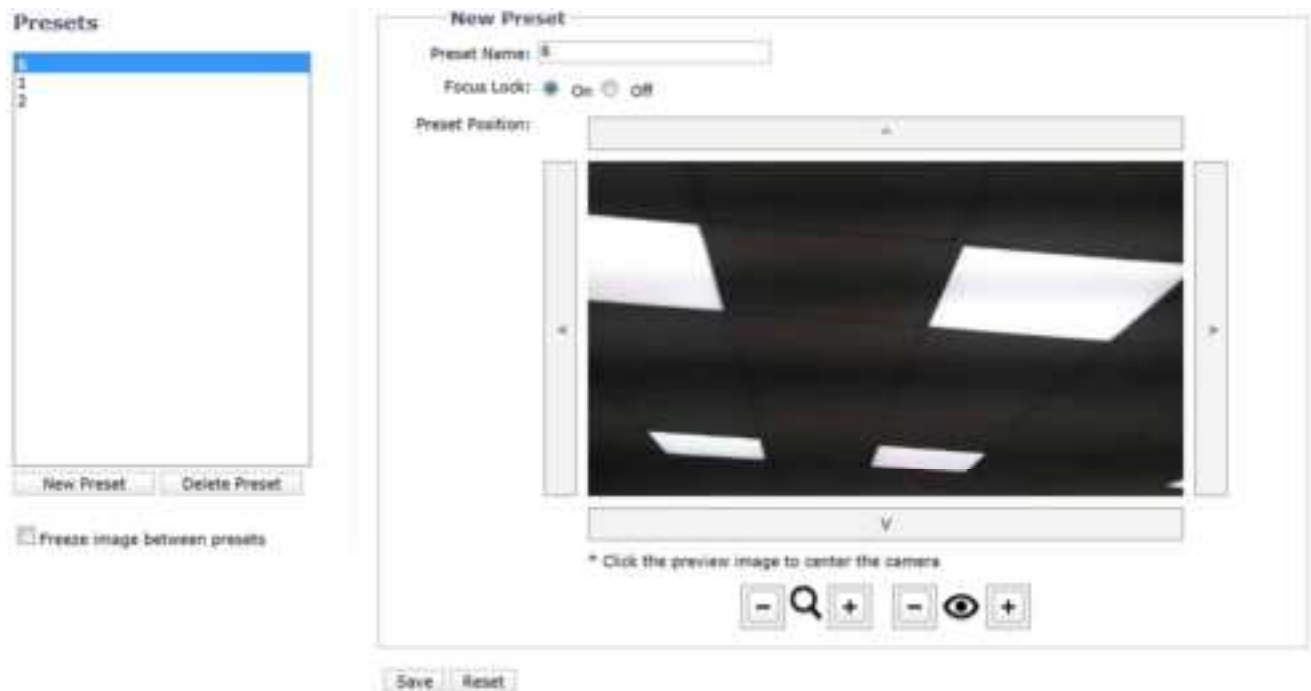 Presets
1
2
New Preset
Delete Preset
Freeze image between presets
New Preset
Preset Name:
Focus Lock: On Off
Preset Position:
^
<
>
v
* Click the preview image to center the camera
- + - +
Save Reset